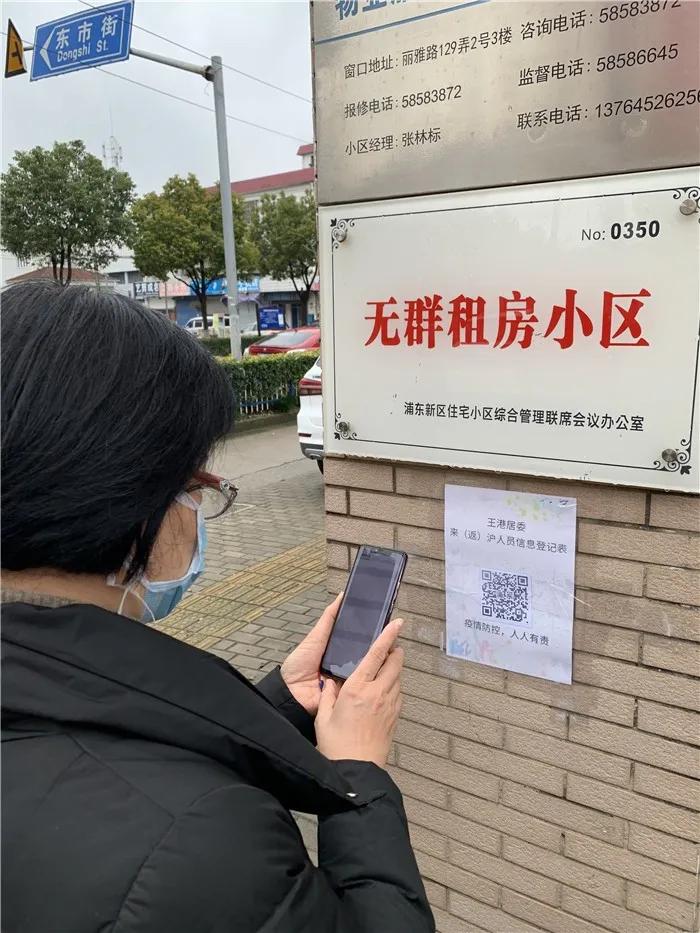 东市街
Dongshi St.
窗口地址: 丽雅路129弄2号3楼
咨询电话: 58583872
报修电话: 58583872
监督电话: 58586645
小区经理: 张林标
联系电话: 1376452625
No: 0350
无群租房小区
浦东新区住宅小区综合管理联席会议办公室
王港居委
来（返）沪人员信息登记表
疫情防控，人人有责